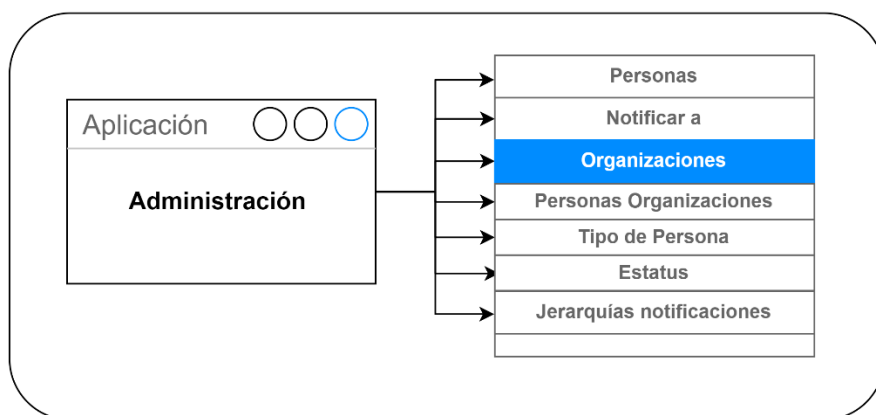 Aplicación
Administración
Personas
Notificar a
Organizaciones
Personas Organizaciones
Tipo de Persona
Estatus
Jerarquías notificaciones